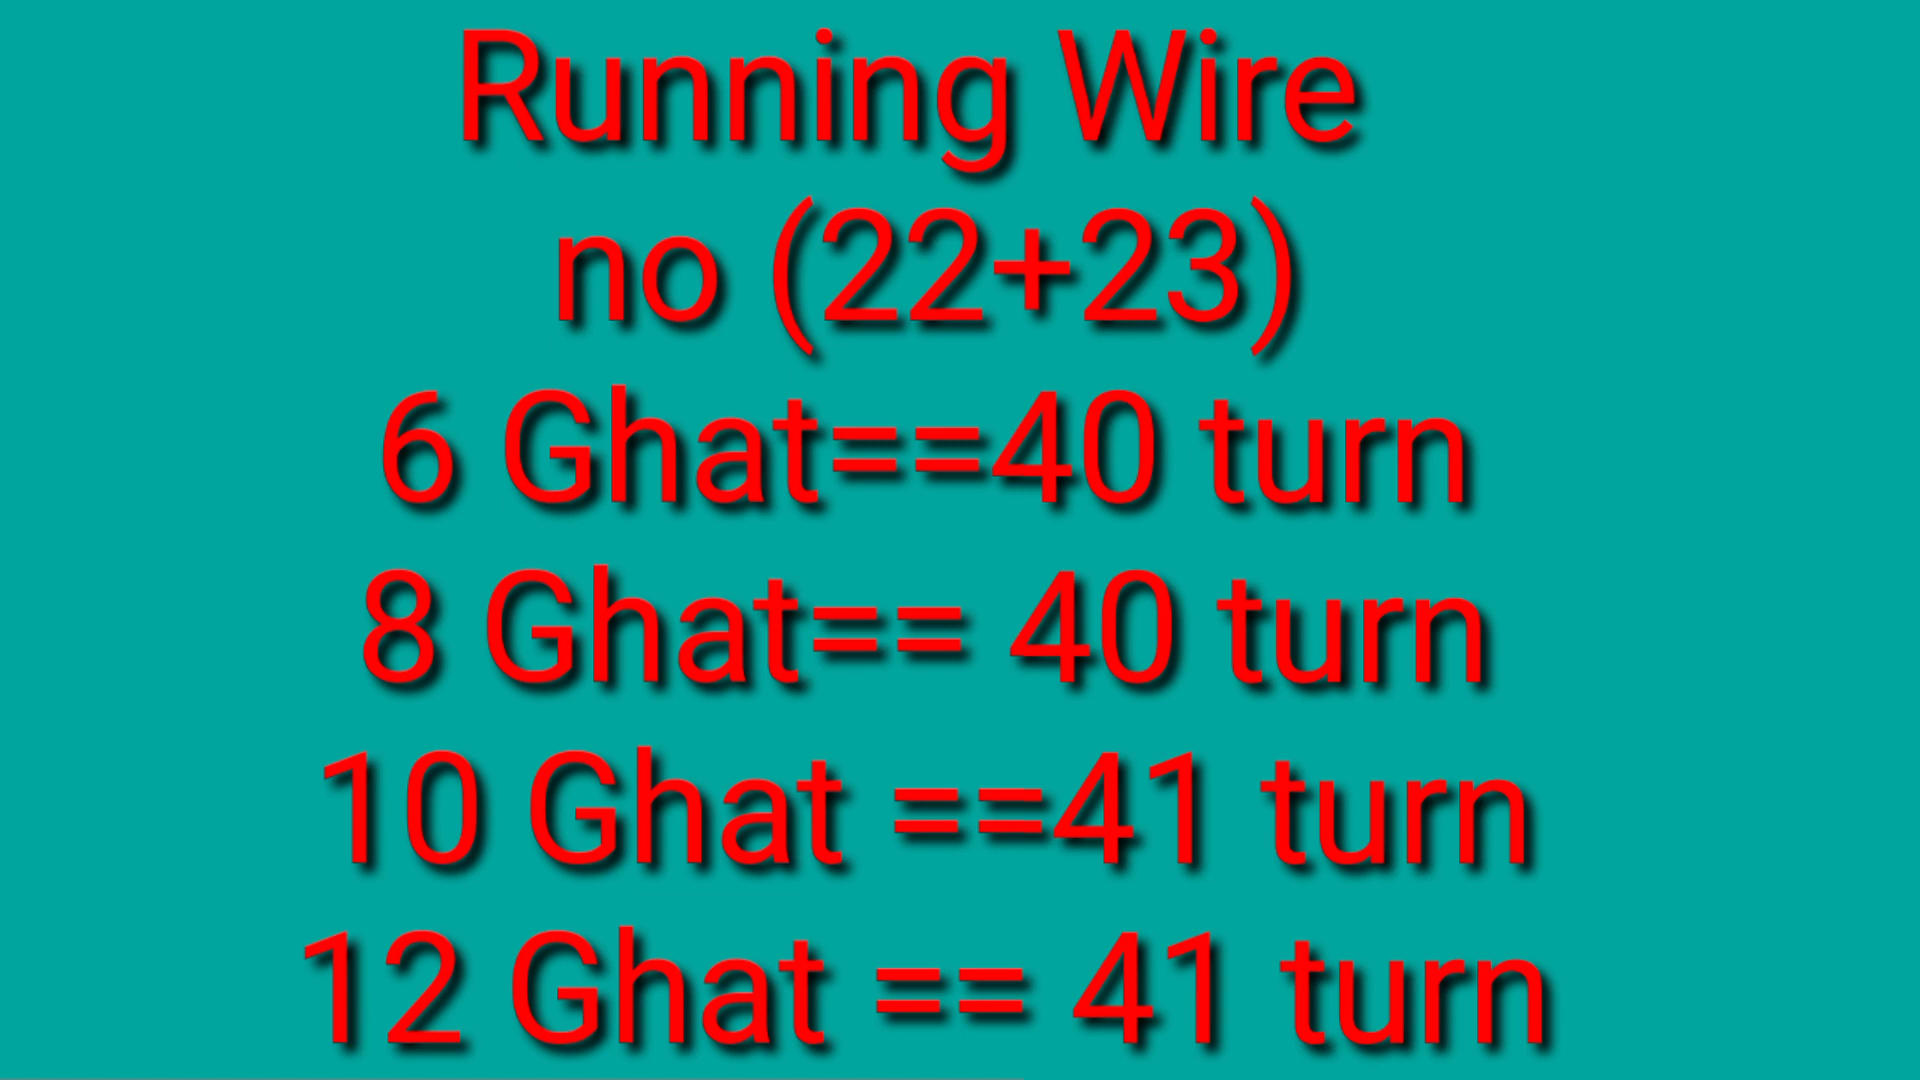 Running Wire
no (22+23)
6 Ghat==40 turn
8 Ghat== 40 turn
10 Ghat ==41 turn
12 Ghat == 41 turn